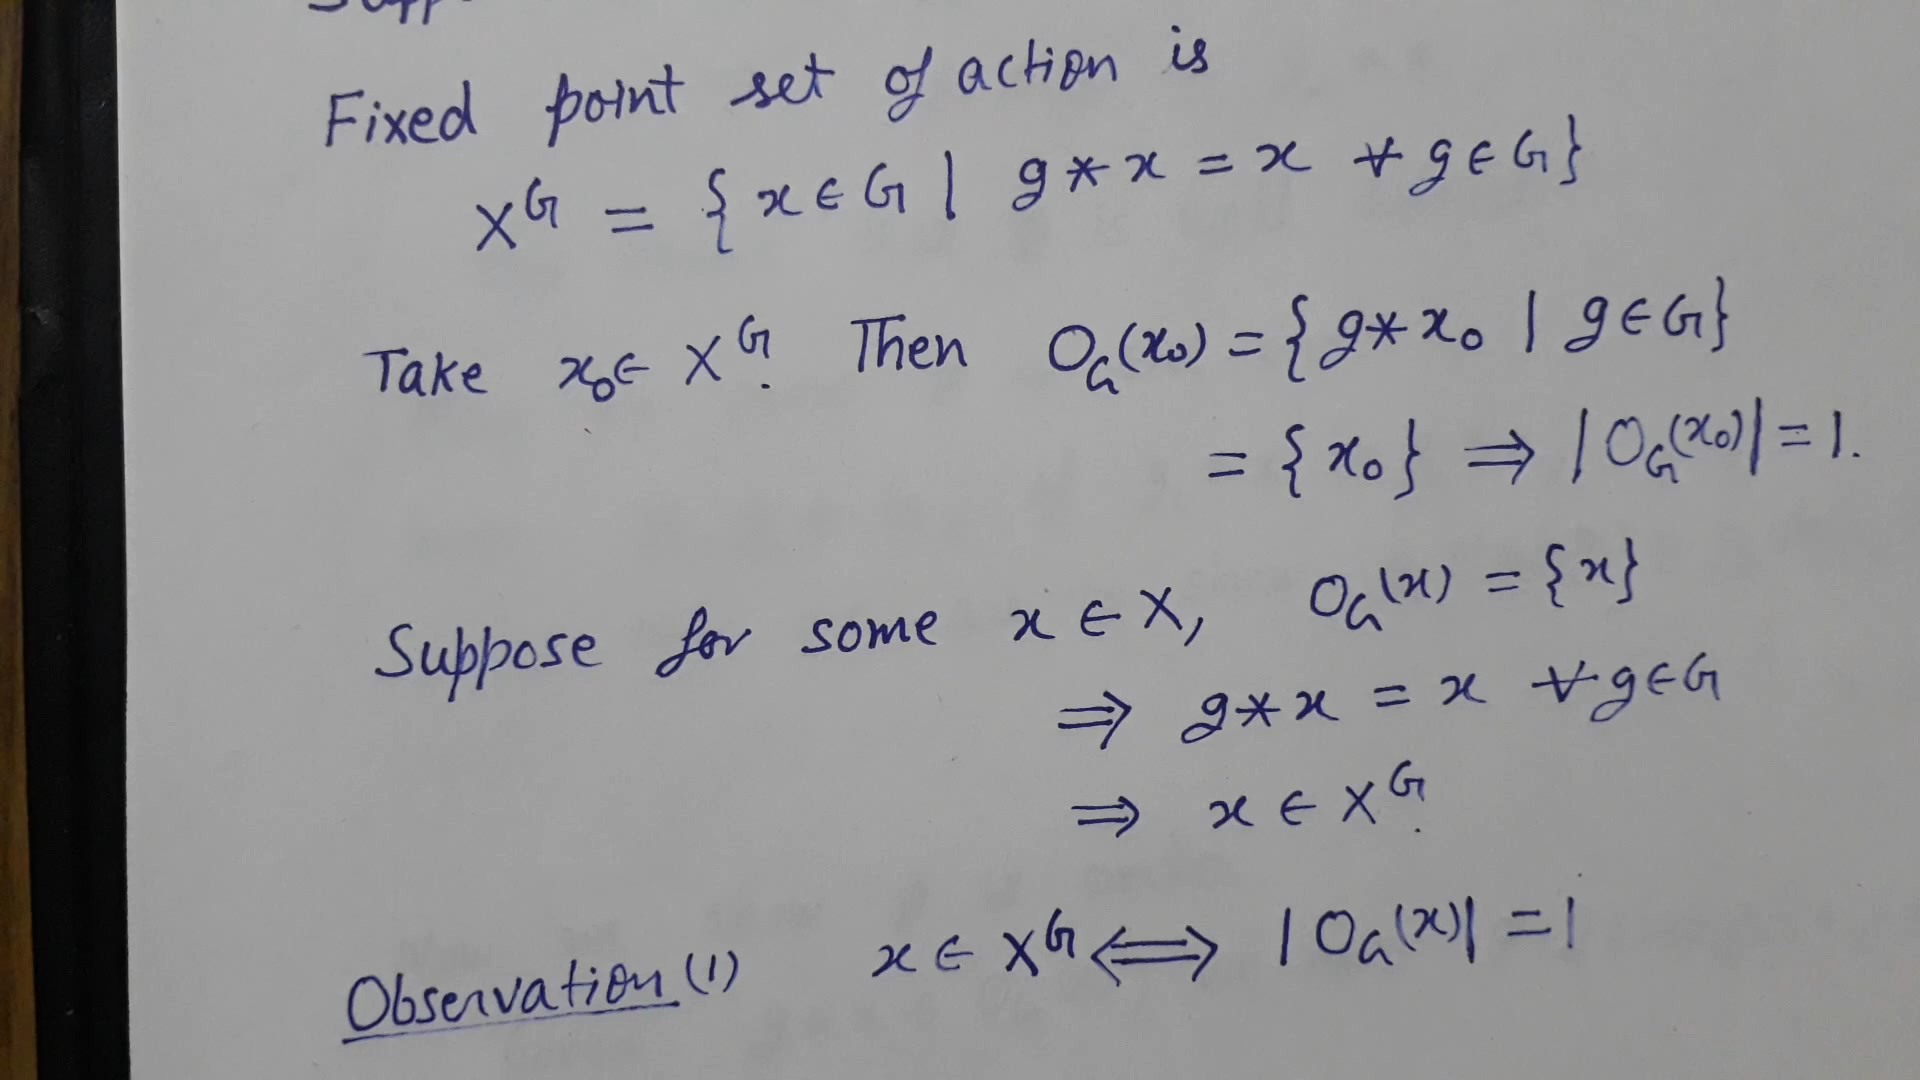 Fixed point set of action is
X^G = { x ∈ G | g * x = x ∀ g ∈ G}
Take x₀ ∈ X^G. Then O_G(x₀) = { g * x₀ | g ∈ G}
= { x₀ } ⇒ | O_G(x₀)| = 1.
Suppose for some x ∈ X, O_G(x) = {x}
⇒ g * x = x ∀ g ∈ G
⇒ x ∈ X^G.
Observation (1) x ∈ X^G ⟺ | O_G(x)| = 1